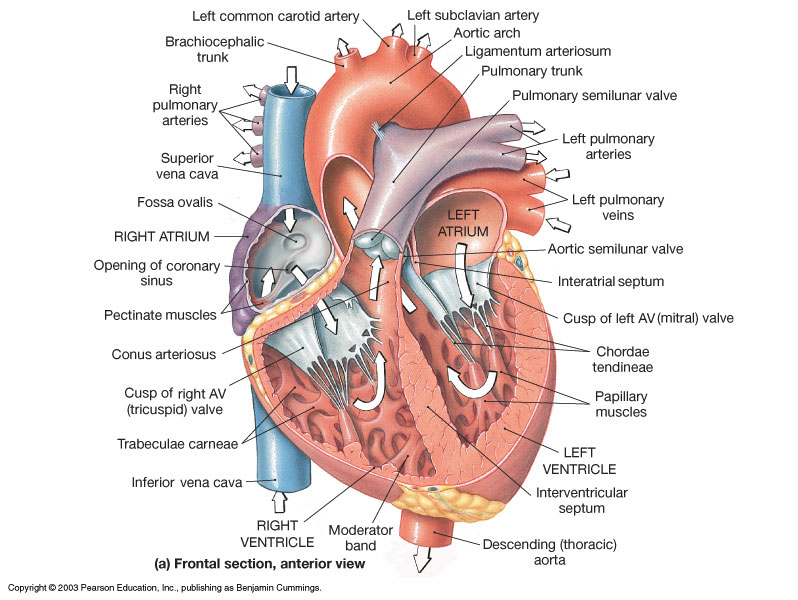 Left common carotid artery
Left subclavian artery
Brachiocephalic
trunk
Aortic arch
Ligamentum arteriosum
Pulmonary trunk
Right
pulmonary
arteries
Pulmonary semilunar valve
Left pulmonary
arteries
Superior
vena cava
Left pulmonary
veins
Fossa ovalis
LEFT
ATRIUM
RIGHT ATRIUM
Aortic semilunar valve
Opening of coronary
sinus
Interatrial septum
Pectinate muscles
Cusp of left AV (mitral) valve
Conus arteriosus
Chordae
tendineae
Cusp of right AV
(tricuspid) valve
Papillary
muscles
Trabeculae carneae
LEFT
VENTRICLE
Inferior vena cava
Interventricular
septum
RIGHT
VENTRICLE
Moderator
band
Descending (thoracic)
aorta
(a) Frontal section, anterior view
Copyright © 2003 Pearson Education, Inc., publishing as Benjamin Cummings.